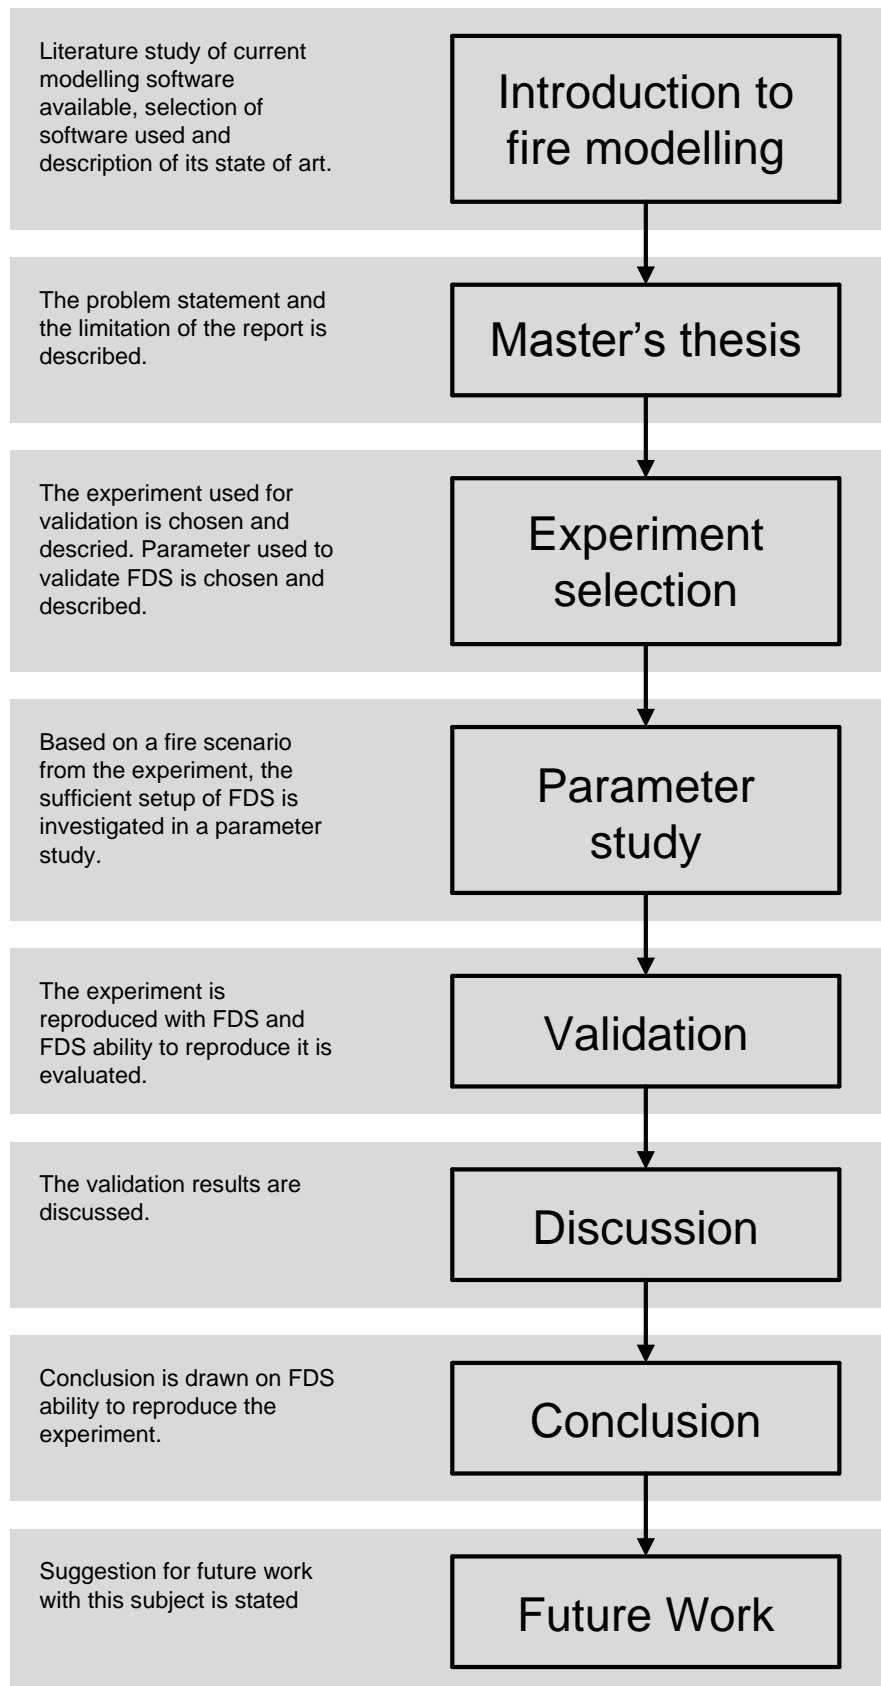 Literature study of current
modelling software
available, selection of
software used and
description of its state of art.
Introduction to
fire modelling
The problem statement and
the limitation of the report is
described.
Master’s thesis
The experiment used for
validation is chosen and
descried. Parameter used to
validate FDS is chosen and
described.
Experiment
selection
Based on a fire scenario
from the experiment, the
sufficient setup of FDS is
investigated in a parameter
study.
Parameter
study
The experiment is
reproduced with FDS and
FDS ability to reproduce it is
evaluated.
Validation
The validation results are
discussed.
Discussion
Conclusion is drawn on FDS
ability to reproduce the
experiment.
Conclusion
Suggestion for future work
with this subject is stated
Future Work